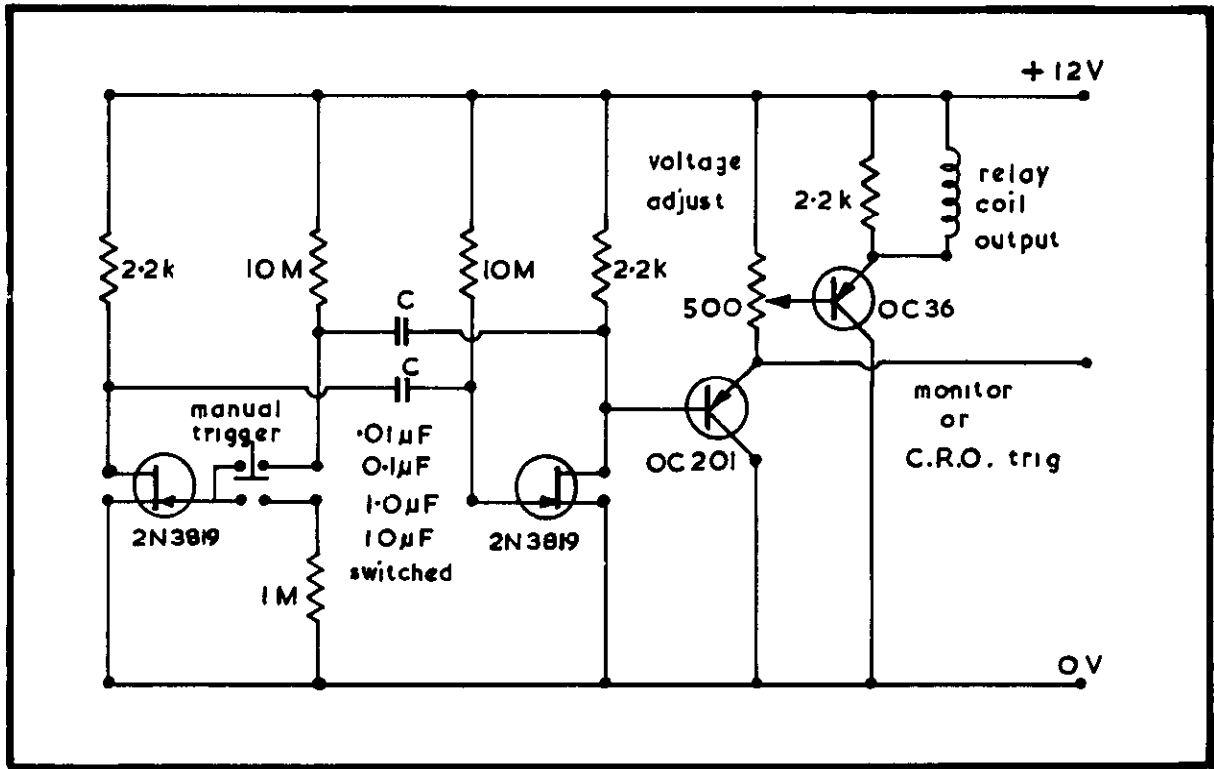 +12V
voltage
adjust
2.2k
relay
coil
output
2.2k
10M
10M
2.2k
C
500
OC36
C
manual
trigger
.01µF
0.1µF
1.0µF
10µF
switched
OC201
monitor
or
C.R.O. trig
2N3819
2N3819
1M
0V